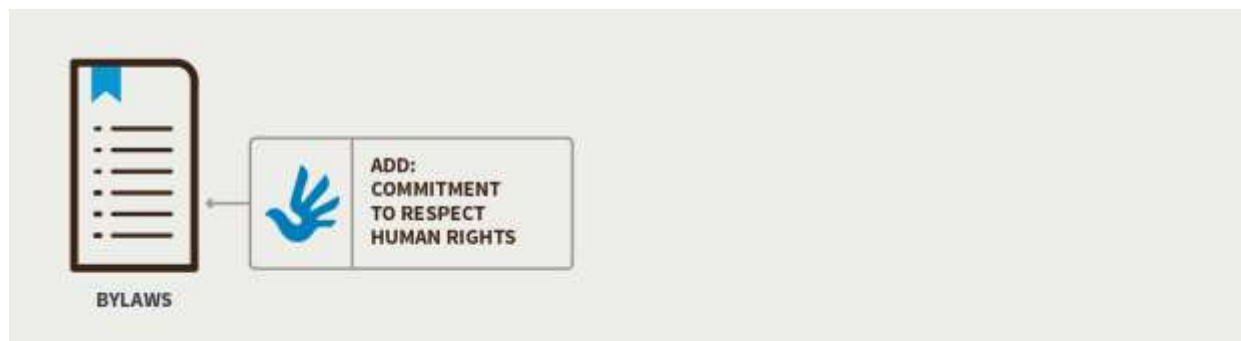 ADD:
COMMITMENT
TO RESPECT
HUMAN RIGHTS
BYLAWS